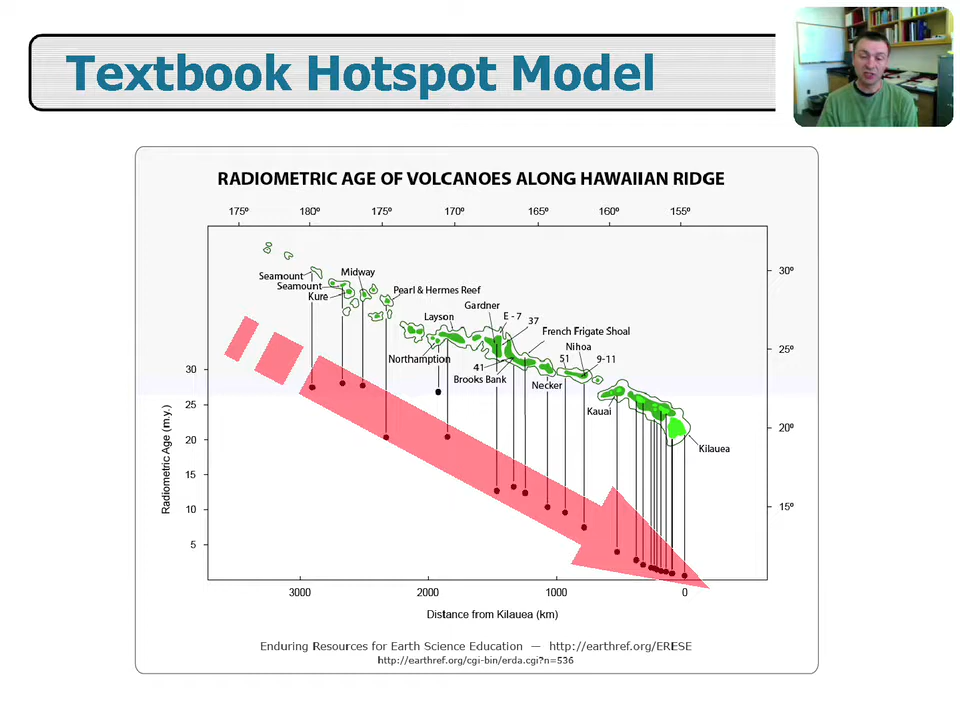 Textbook Hotspot Model
RADIOMETRIC AGE OF VOLCANOES ALONG HAWAIIAN RIDGE
175º 180º 175º 170º 165º 160º 155º
30º
Seamount
Midway
Seamount
Kure
Pearl & Hermes Reef
Gardner
Layson
E - 7
37
French Frigate Shoal
Nihoa
25º
Northamption
51
9-11
41
30
Brooks Bank
Necker
25
Kauai
20º
20
Kilauea
15
10
15º
5
Radiometric Age (m.y.)
3000 2000 1000 0
Distance from Kilauea (km)
Enduring Resources for Earth Science Education — http://earthref.org/ERESE
http://earthref.org/cgi-bin/erda.cgi?n=536